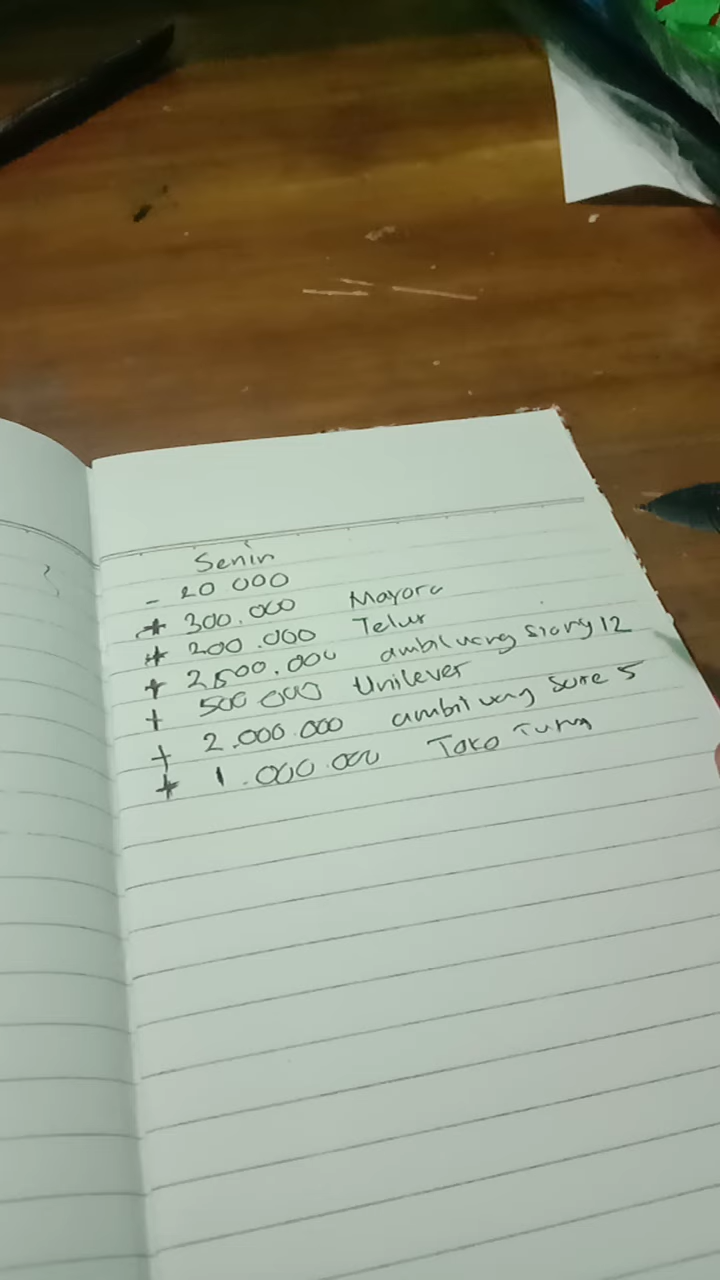 Senin
- 20 000
+ 300.000 Mayora
+ 200.000 Telur
+ 2.500.000 ambil uang siang 12
+ 500 000 Unilever
+ 2.000.000 ambil uang sore 5
+ 1.000.000 Toko